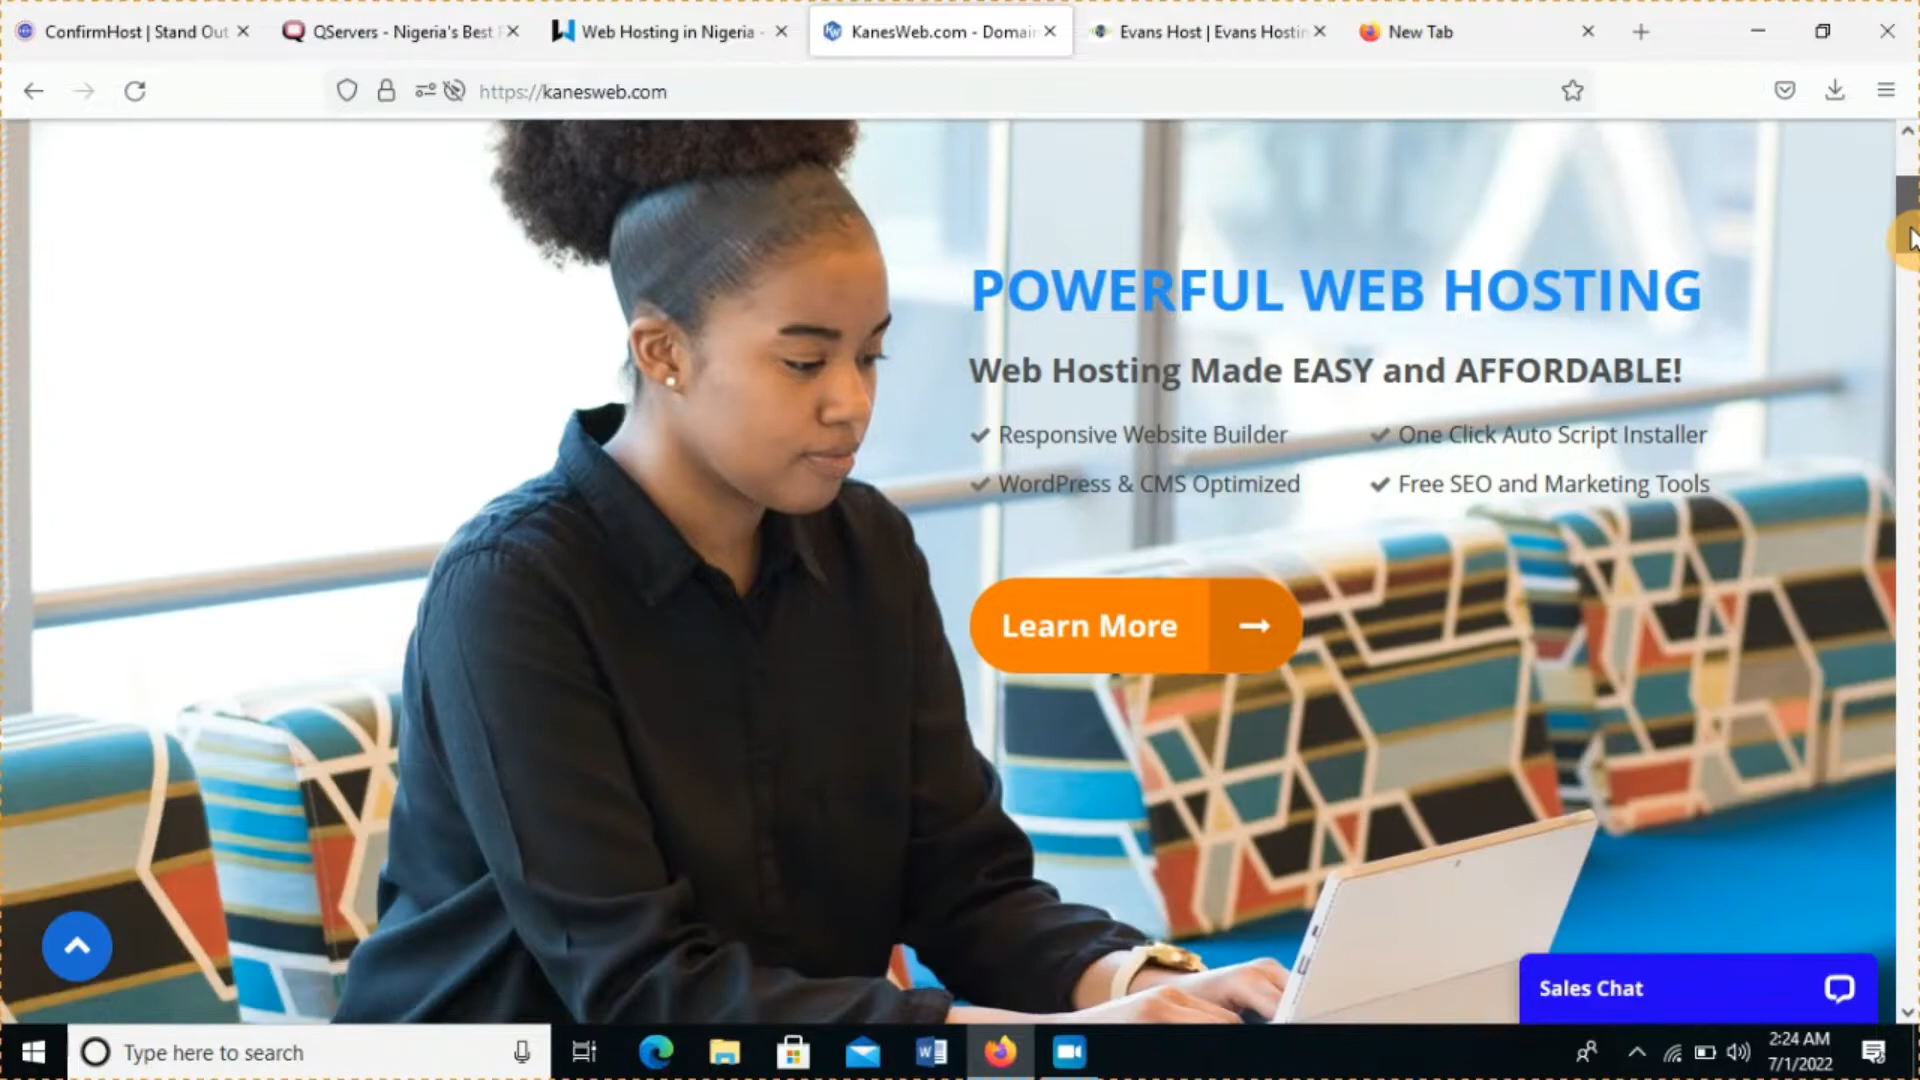 ConfirmHost | Stand Out
QServers - Nigeria's Best
Web Hosting in Nigeria -
KanesWeb.com - Domain
Evans Host | Evans Hostin
New Tab
https://kanesweb.com
POWERFUL WEB HOSTING
Web Hosting Made EASY and AFFORDABLE!
Responsive Website Builder
One Click Auto Script Installer
WordPress & CMS Optimized
Free SEO and Marketing Tools
Learn More
Sales Chat
Type here to search
2:24 AM
7/1/2022